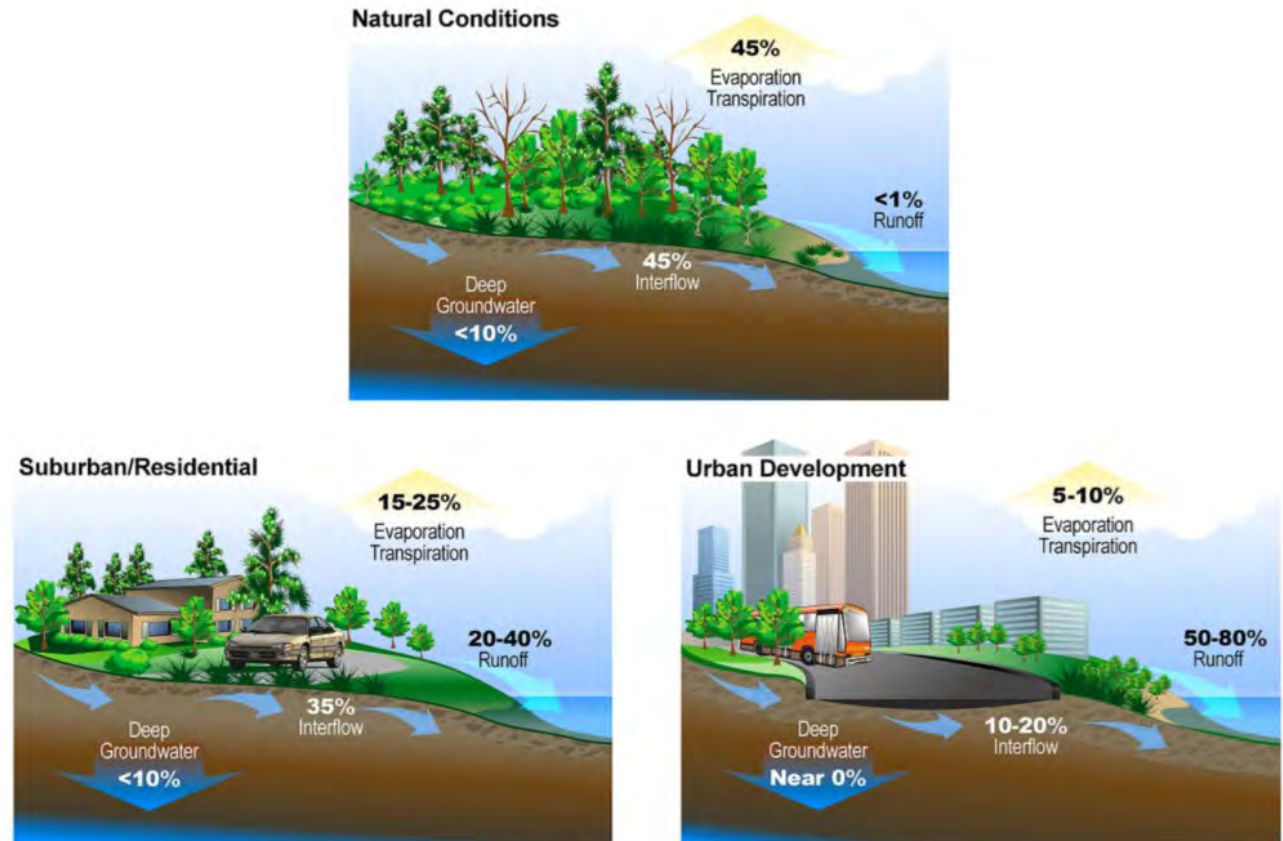 Natural Conditions
45%
Evaporation
Transpiration
<1%
Runoff
45%
Interflow
Deep
Groundwater
<10%
Suburban/Residential
15-25%
Evaporation
Transpiration
20-40%
Runoff
35%
Interflow
Deep
Groundwater
<10%
Urban Development
5-10%
Evaporation
Transpiration
50-80%
Runoff
10-20%
Interflow
Deep
Groundwater
Near 0%